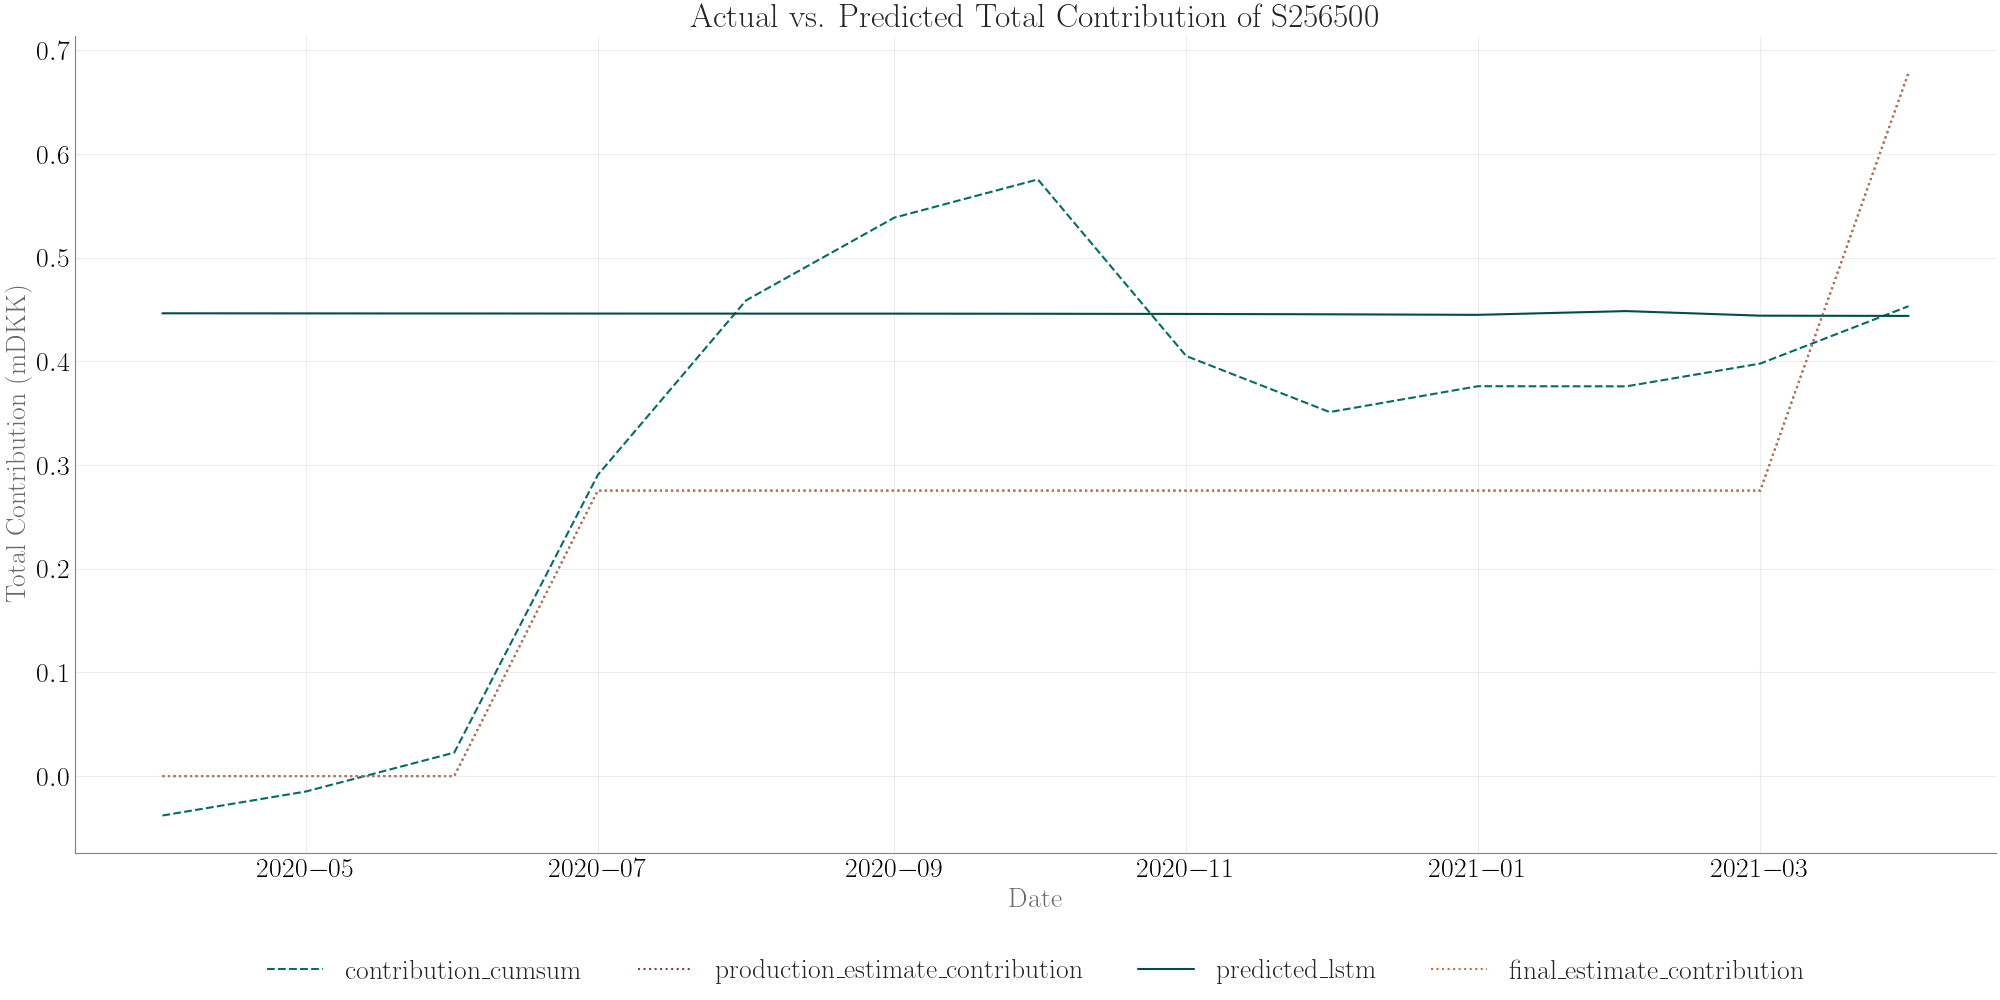 Actual vs. Predicted Total Contribution of S256500
Total Contribution (mDKK)
0.7
0.6
0.5
0.4
0.3
0.2
0.1
0.0
2020−05 2020−07 2020−09 2020−11 2021−01 2021−03
Date
contribution_cumsum production_estimate_contribution predicted_lstm final_estimate_contribution